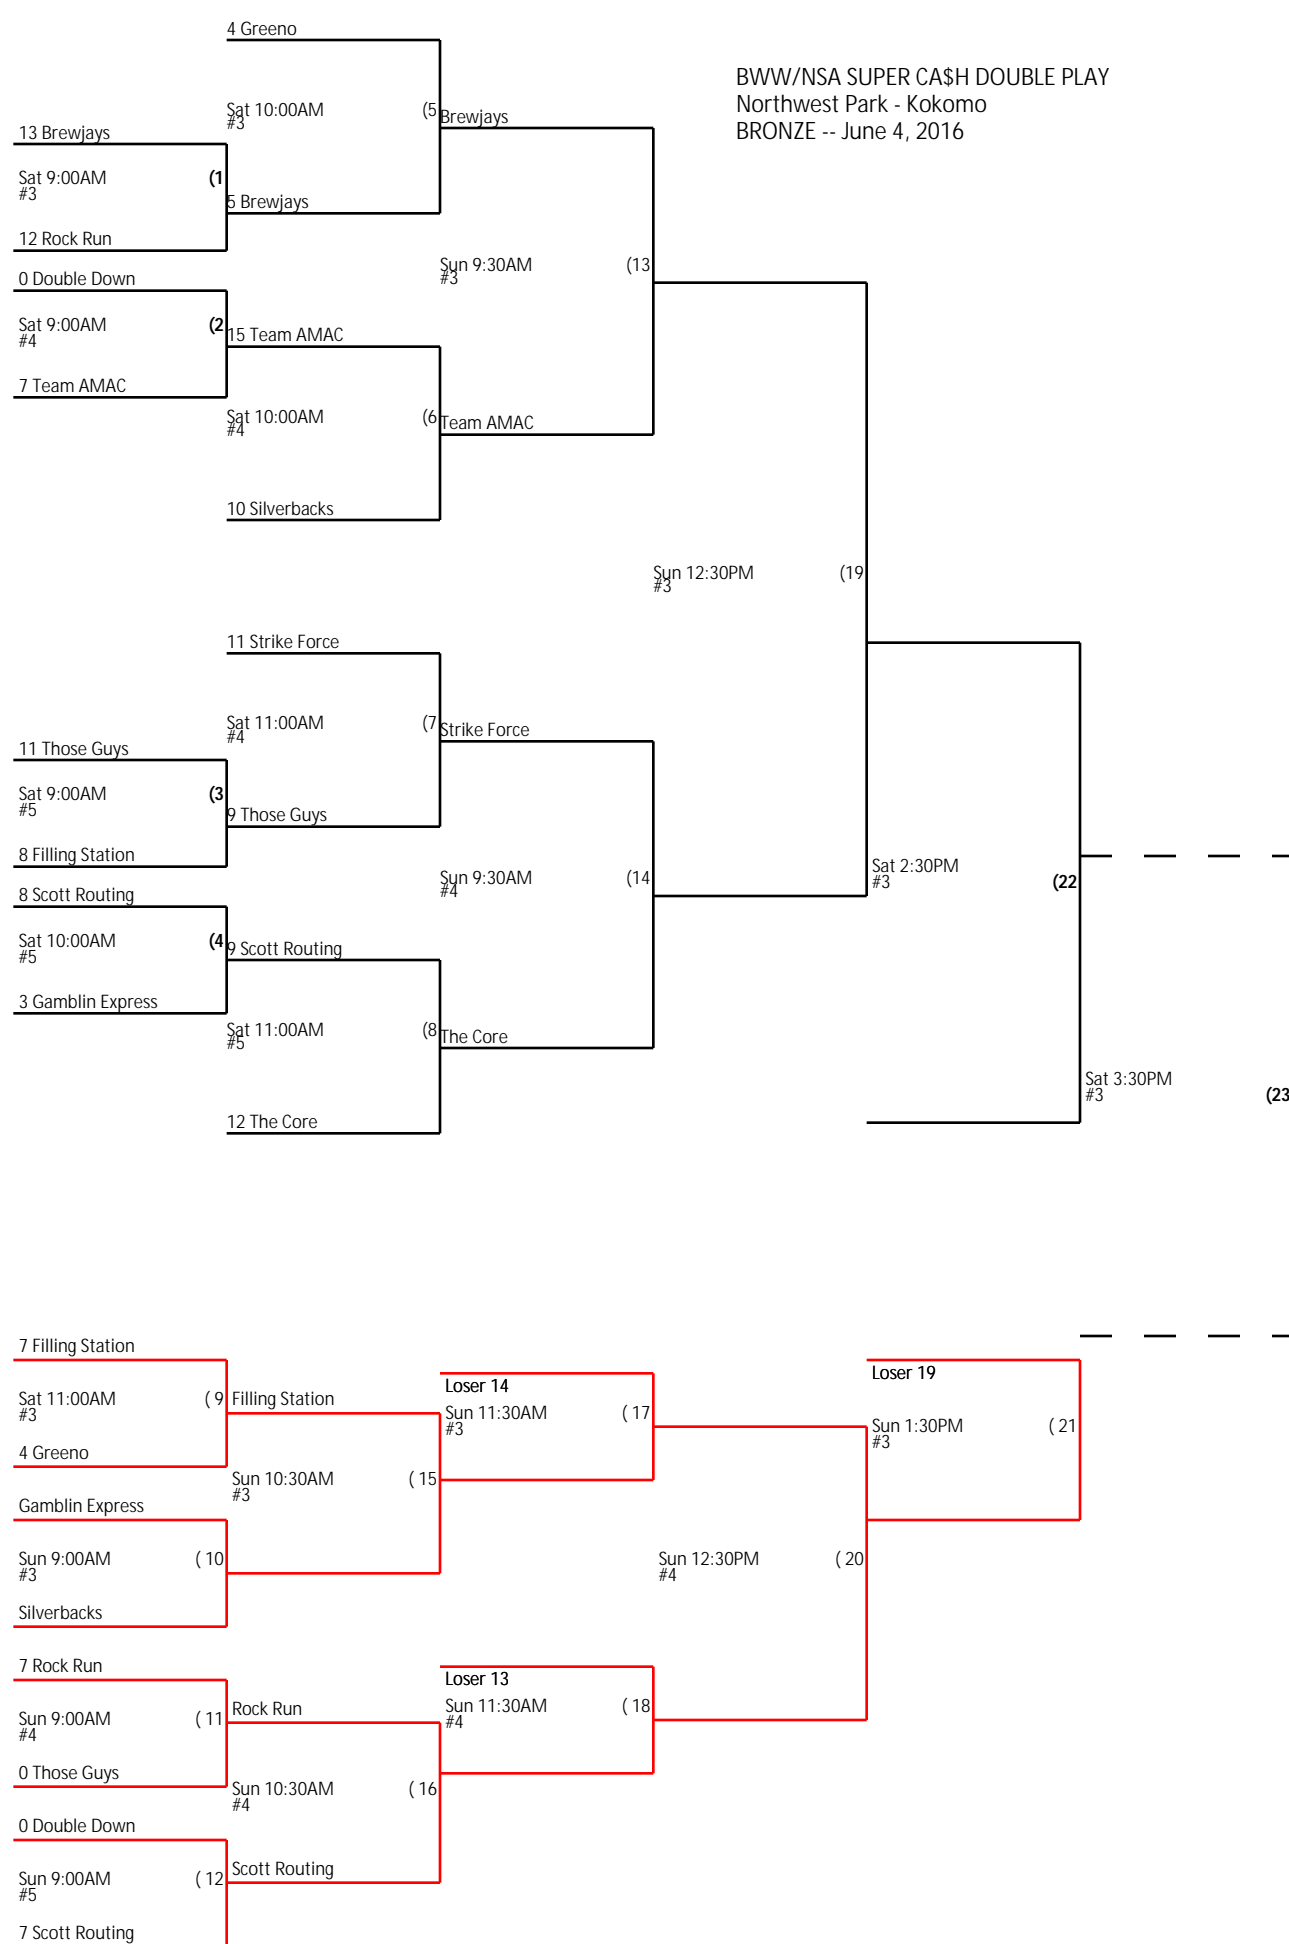 4 Greeno
BWW/NSA SUPER CA$H DOUBLE PLAY
Northwest Park - Kokomo
BRONZE -- June 4, 2016
Sat 10:00AM (5
#3
Brewjays
13 Brewjays
Sat 9:00AM (1
#3
5 Brewjays
12 Rock Run
0 Double Down
Sun 9:30AM (13
#3
Sat 9:00AM (2
#4
15 Team AMAC
7 Team AMAC
Sat 10:00AM (6
#4
Team AMAC
10 Silverbacks
Sun 12:30PM (19
#3
11 Strike Force
Sat 11:00AM (7
#4
Strike Force
11 Those Guys
Sat 9:00AM (3
#5
9 Those Guys
8 Filling Station
Sun 9:30AM (14
#4
Sat 2:30PM
#3 (22
8 Scott Routing
Sat 10:00AM (4
#5
9 Scott Routing
3 Gamblin Express
Sat 11:00AM (8
#5
The Core
Sat 3:30PM
#3 (23
12 The Core
7 Filling Station
Sat 11:00AM ( 9
#3
Filling Station
Loser 14
Sun 11:30AM ( 17
#3
Loser 19
Sun 1:30PM ( 21
#3
4 Greeno
Sun 10:30AM ( 15
#3
Gamblin Express
Sun 9:00AM ( 10
#3
Sun 12:30PM ( 20
#4
Silverbacks
7 Rock Run
Loser 13
Sun 11:30AM ( 18
#4
Sun 9:00AM ( 11
#4
Rock Run
0 Those Guys
Sun 10:30AM ( 16
#4
0 Double Down
Sun 9:00AM ( 12
#5
Scott Routing
7 Scott Routing